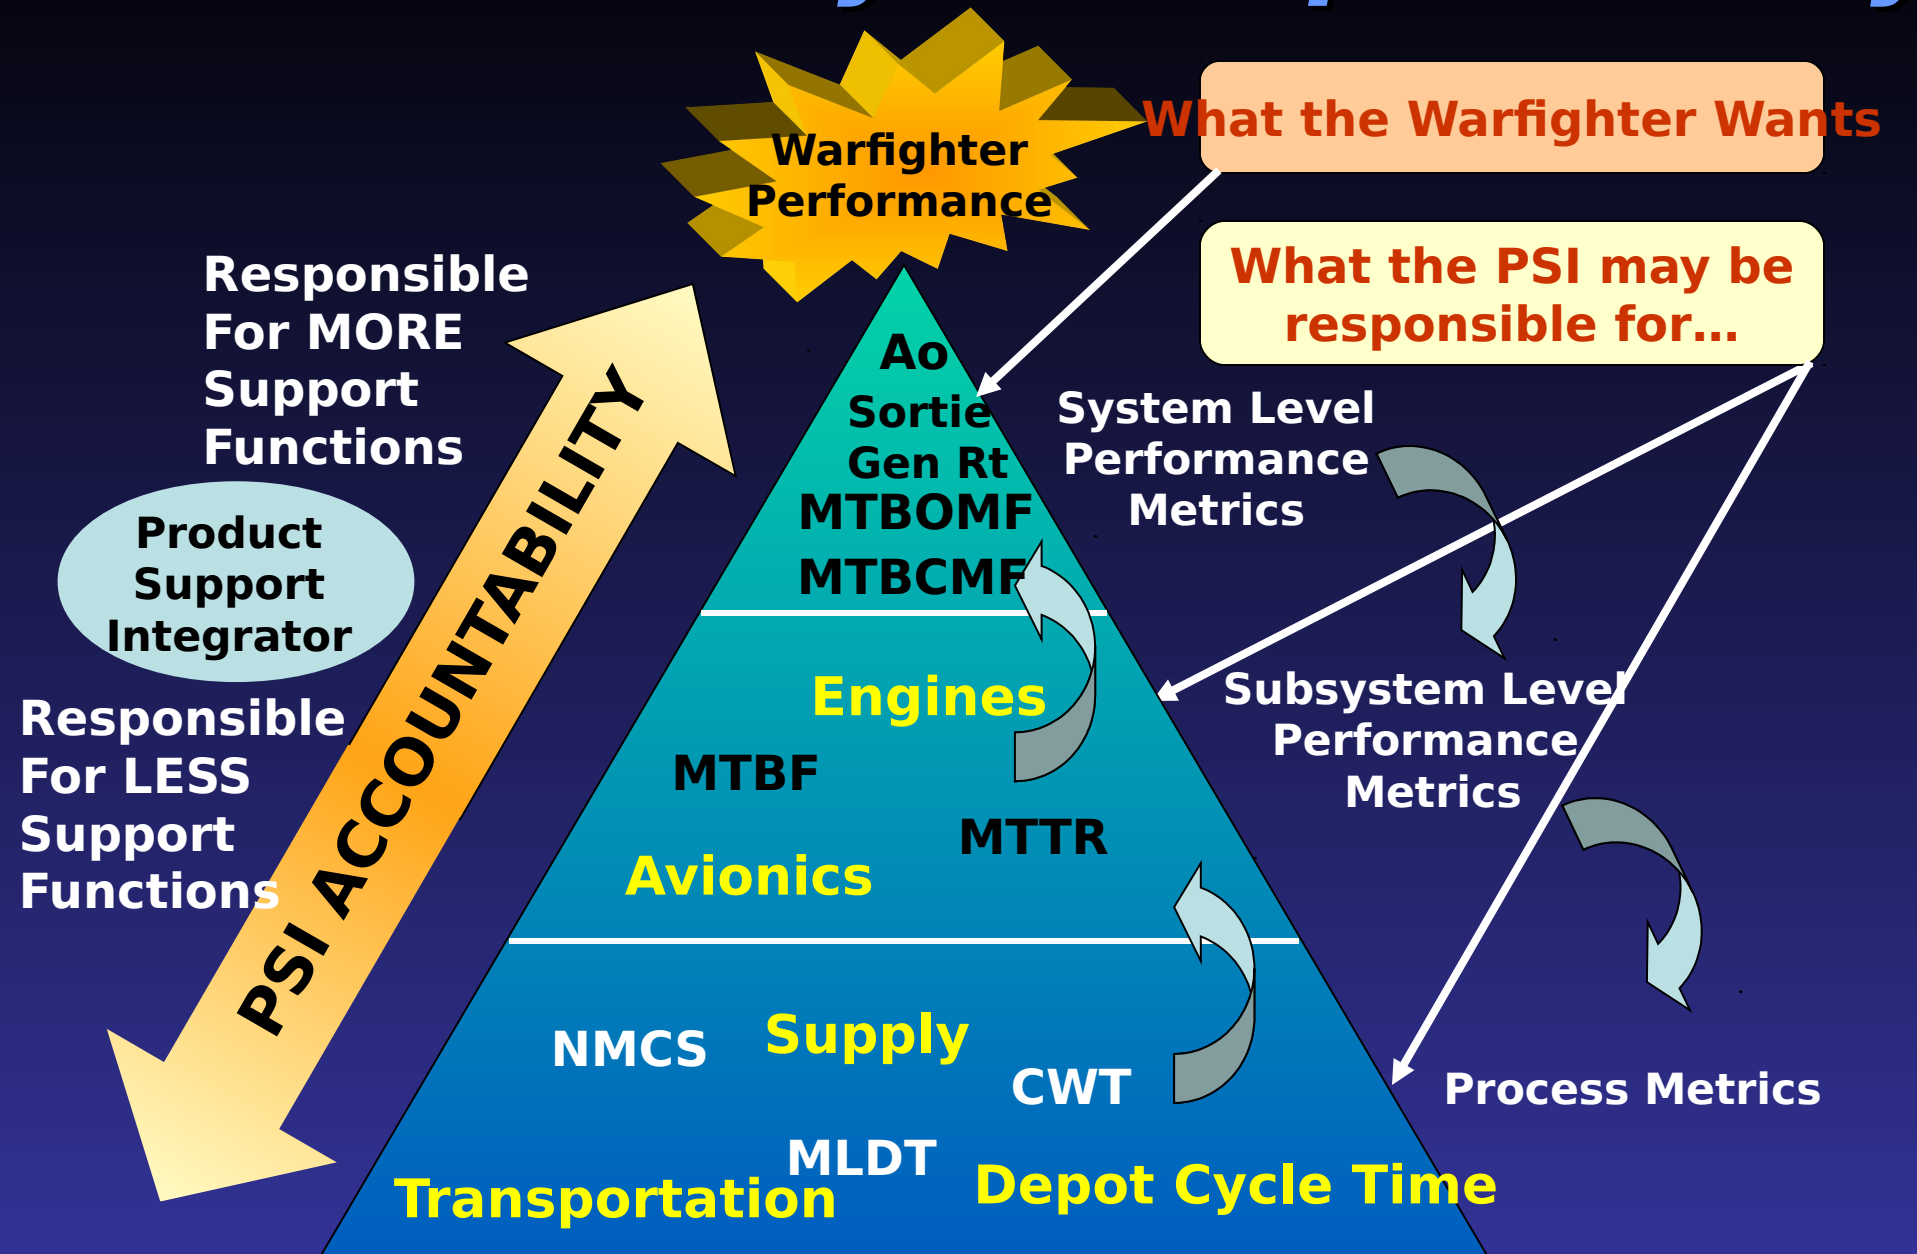 Warfighter
Performance
What the Warfighter Wants
What the PSI may be
responsible for...
Responsible
For MORE
Support
Functions
Product
Support
Integrator
Responsible
For LESS
Support
Functions
PSI ACCOUNTABILITY
Ao
Sortie
Gen Rt
MTBOMF
MTBCMF
System Level
Performance
Metrics
Engines
MTBF
MTTR
Avionics
Subsystem Level
Performance
Metrics
NMCS
Supply
CWT
MLDT
Transportation
Depot Cycle Time
Process Metrics